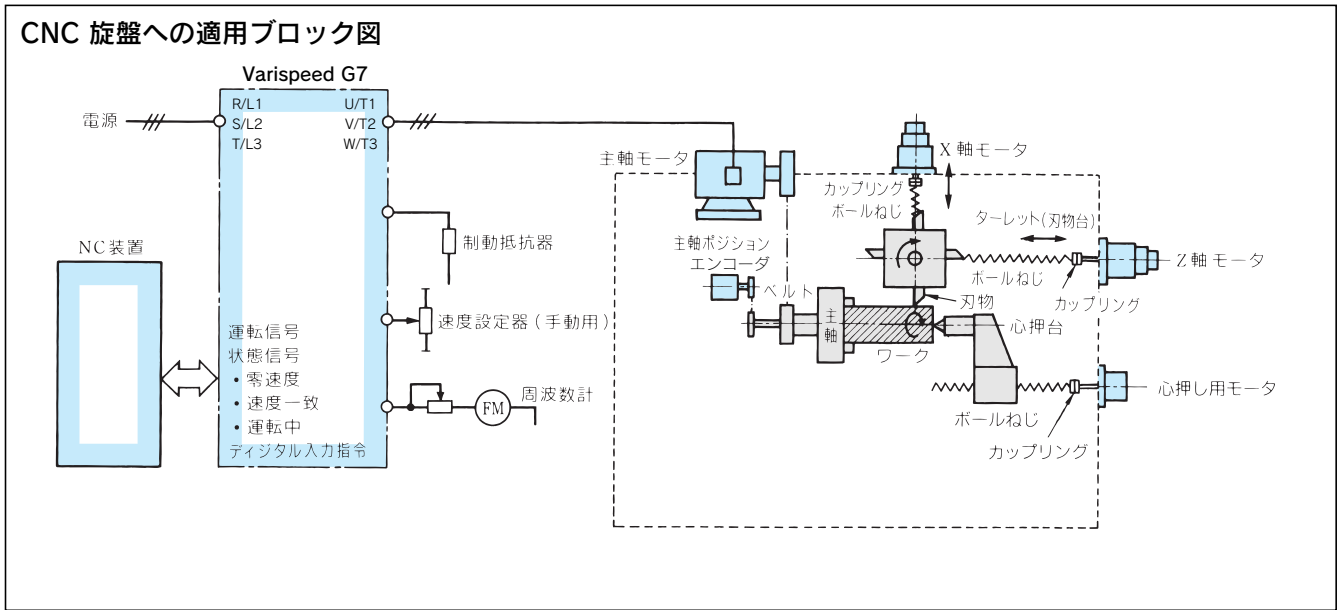 CNC 旋盤への適用ブロック図
Varispeed G7
電源
R/L1
S/L2
T/L3
U/T1
V/T2
W/T3
制動抵抗器
速度設定器(手動用)
周波数計
FM
NC装置
運転信号
状態信号
・零速度
・速度一致
・運転中
ディジタル入力指令
主軸モータ
X軸モータ
カップリング
ボールねじ
ターレット(刃物台)
主軸ポジション
エンコーダ
ベルト
ボールねじ
Z軸モータ
カップリング
刃物
主軸
心押台
ワーク
心押し用モータ
ボールねじ
カップリング